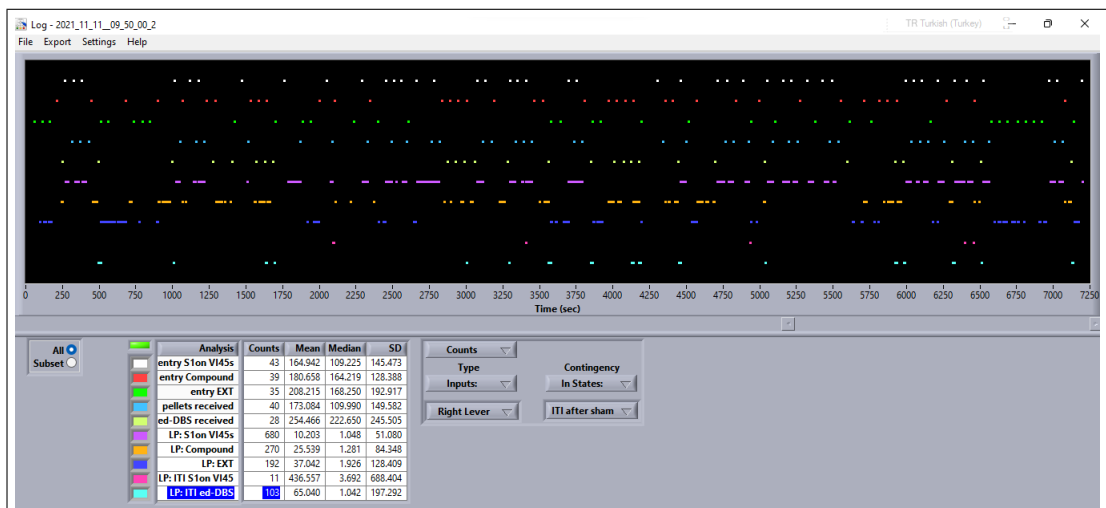 Log - 2021_11_11__09_50_00_2 TR Turkish (Turkey)
File Export Settings Help
0 250 500 750 1000 1250 1500 1750 2000 2250 2500 2750 3000 3250 3500 3750 4000 4250 4500 4750 5000 5250 5500 5750 6000 6250 6500 6750 7000 7250
Time (sec)
All
Subset
Analysis Counts Mean Median SD
entry S1on VI45s 43 164.942 109.225 145.473
entry Compound 39 180.658 164.219 128.388
entry EXT 35 208.215 168.250 192.917
pellets received 40 173.084 109.990 149.582
ed-DBS received 28 254.466 222.650 245.505
LP: S1on VI45s 680 10.203 1.048 51.080
LP: Compound 270 25.539 1.281 84.348
LP: EXT 192 37.042 1.926 128.409
LP: ITI S1on VI45 11 436.557 3.692 688.404
LP: ITI ed-DBS 103 65.040 1.042 197.292
Counts
Type Contingency
Inputs: In States:
Right Lever ITI after sham